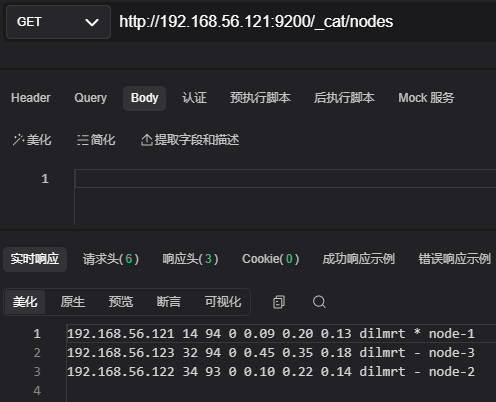 GET http://192.168.56.121:9200/_cat/nodes
Header Query Body 认证 预执行脚本 后执行脚本 Mock 服务
美化 简化 提取字段和描述
1
实时响应 请求头(6) 响应头(3) Cookie(0) 成功响应示例 错误响应示例
美化 原生 预览 断言 可视化
1 192.168.56.121 14 94 0 0.09 0.20 0.13 dilmrt * node-1
2 192.168.56.123 32 94 0 0.45 0.35 0.18 dilmrt - node-3
3 192.168.56.122 34 93 0 0.10 0.22 0.14 dilmrt - node-2
4